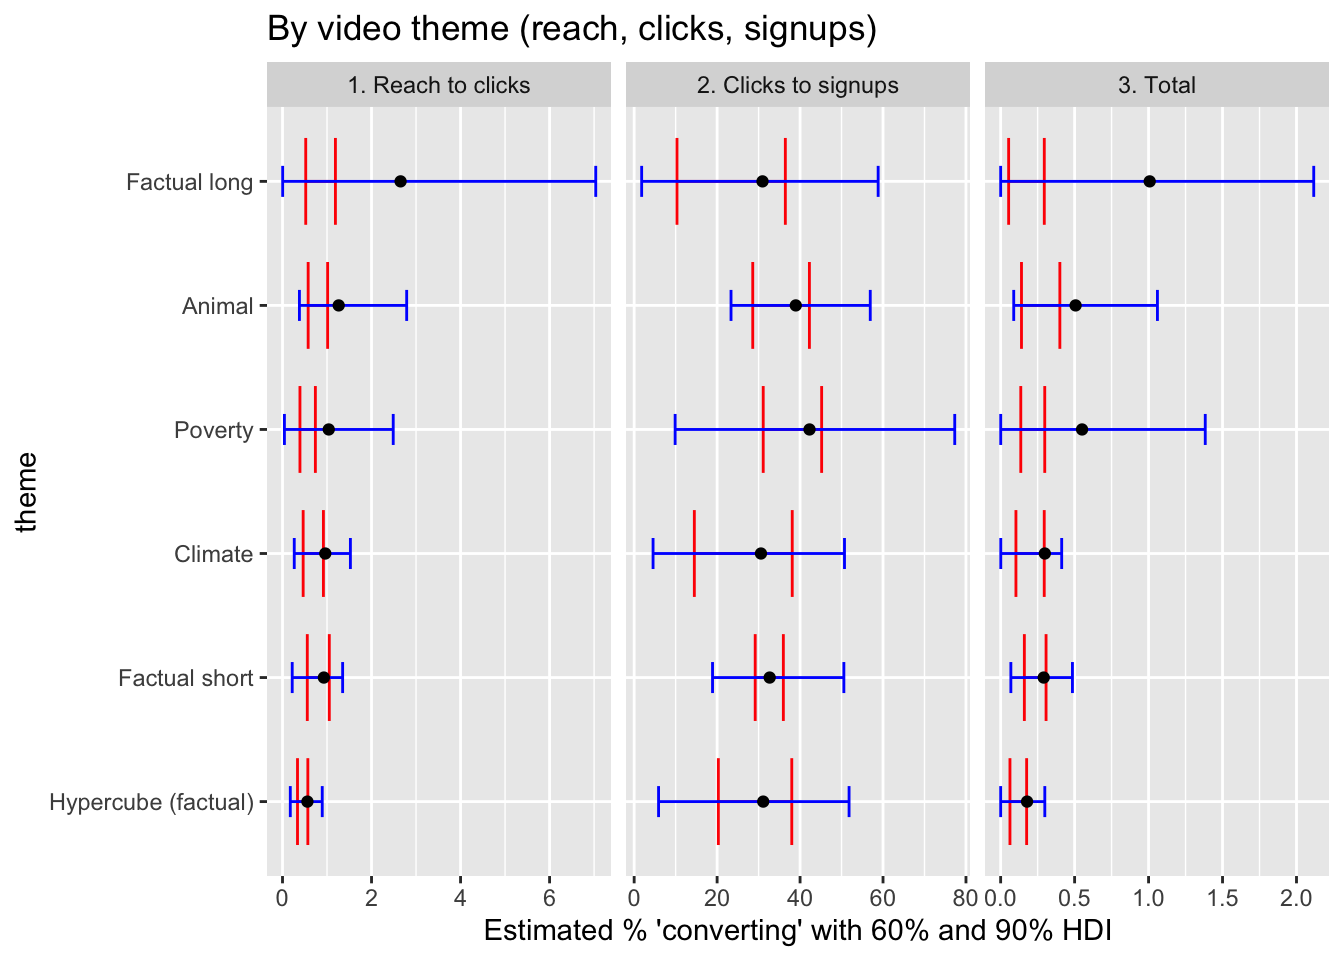 By video theme (reach, clicks, signups)
1. Reach to clicks
2. Clicks to signups
3. Total
theme
Factual long
Animal
Poverty
Climate
Factual short
Hypercube (factual)
0 2 4 6
0 20 40 60 80
0.0 0.5 1.0 1.5 2.0
Estimated % 'converting' with 60% and 90% HDI